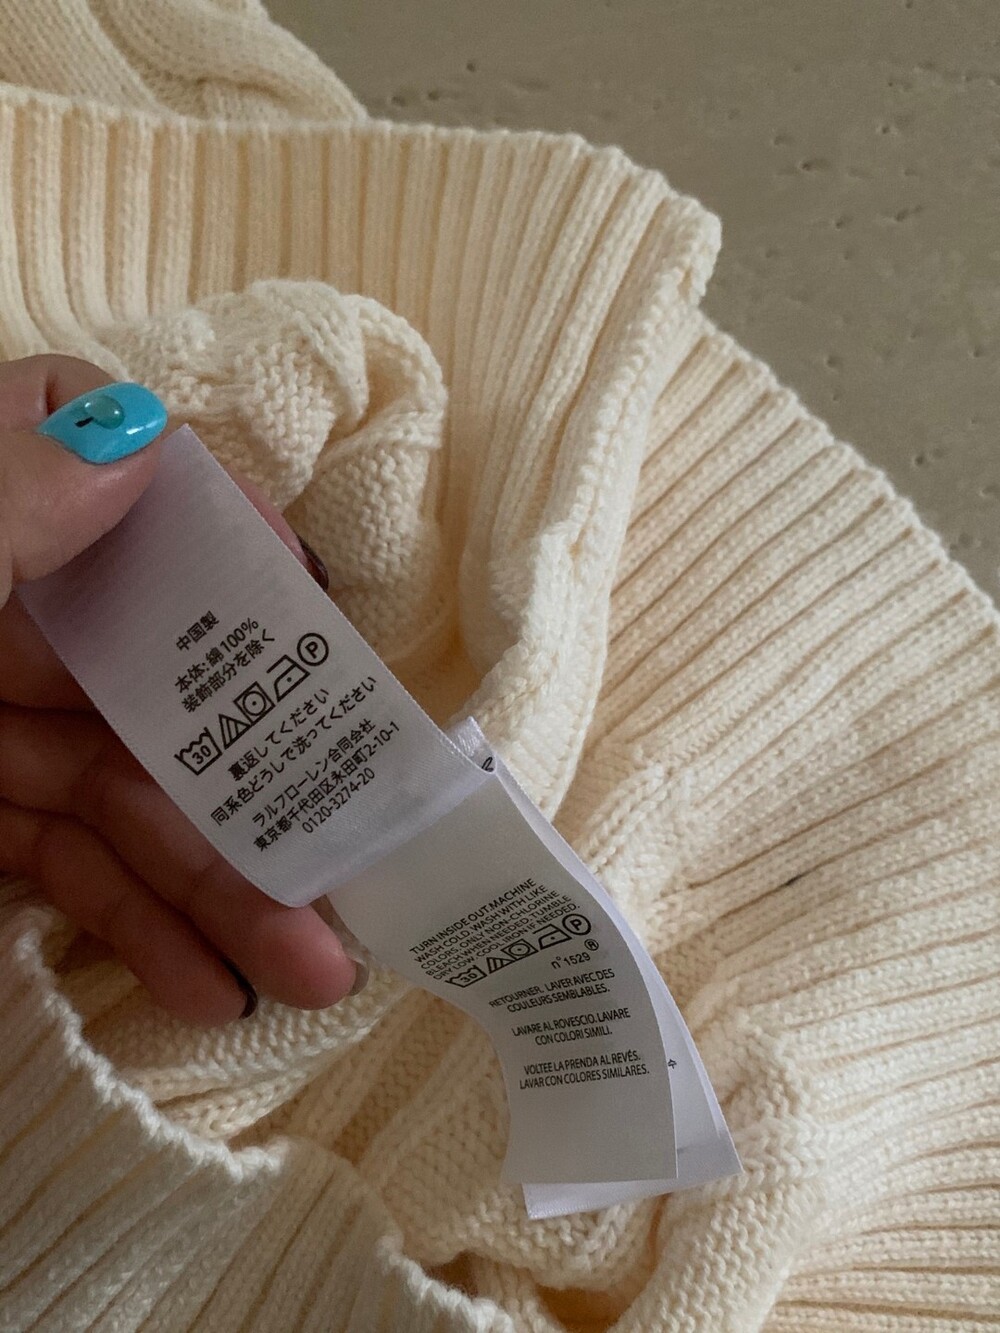 中国製
本体:綿 100%
装飾部分を除く
30 P
裏返してください
同系色どうしで洗ってください
ラルフローレン合同会社
東京都千代田区永田町2-10-1
0120-3274-20
TURN INSIDE OUT. MACHINE
WASH COLD. WASH WITH LIKE
COLORS. ONLY NON-CHLORINE
BLEACH WHEN NEEDED. TUMBLE
DRY LOW. COOL IRON IF NEEDED.
30 P
n° 1529 ®
RETOURNER. LAVER AVEC DES
COULEURS SEMBLABLES.
LAVARE AL ROVESCIO. LAVARE
CON COLORI SIMILI.
VOLTEE LA PRENDA AL REVÉS.
LAVAR CON COLORES SIMILARES.